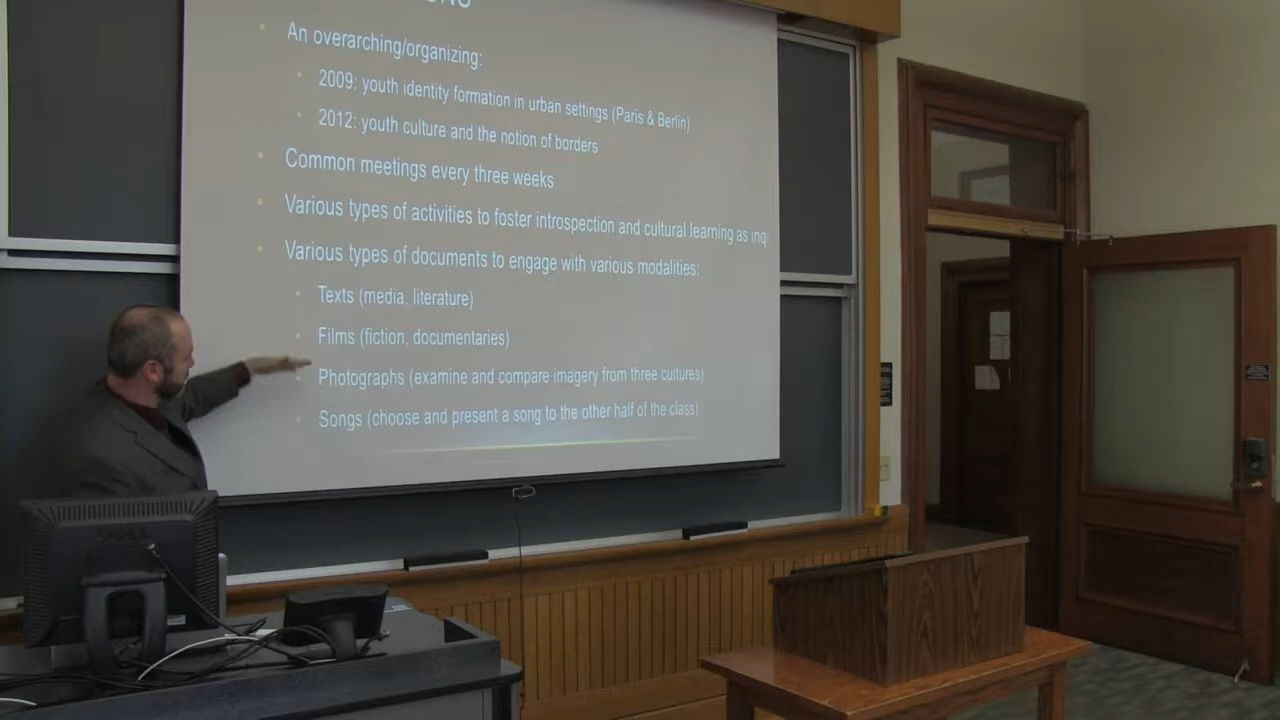 An overarching/organizing:
2009: youth identity formation in urban settings (Paris & Berlin)
2012: youth culture and the notion of borders
Common meetings every three weeks
Various types of activities to foster introspection and cultural learning as inq
Various types of documents to engage with various modalities:
Texts (media. literature)
Films (fiction, documentaries)
Photographs (examine and compare imagery from three cultures)
Songs (choose and present a song to the other half of the class)
DELL